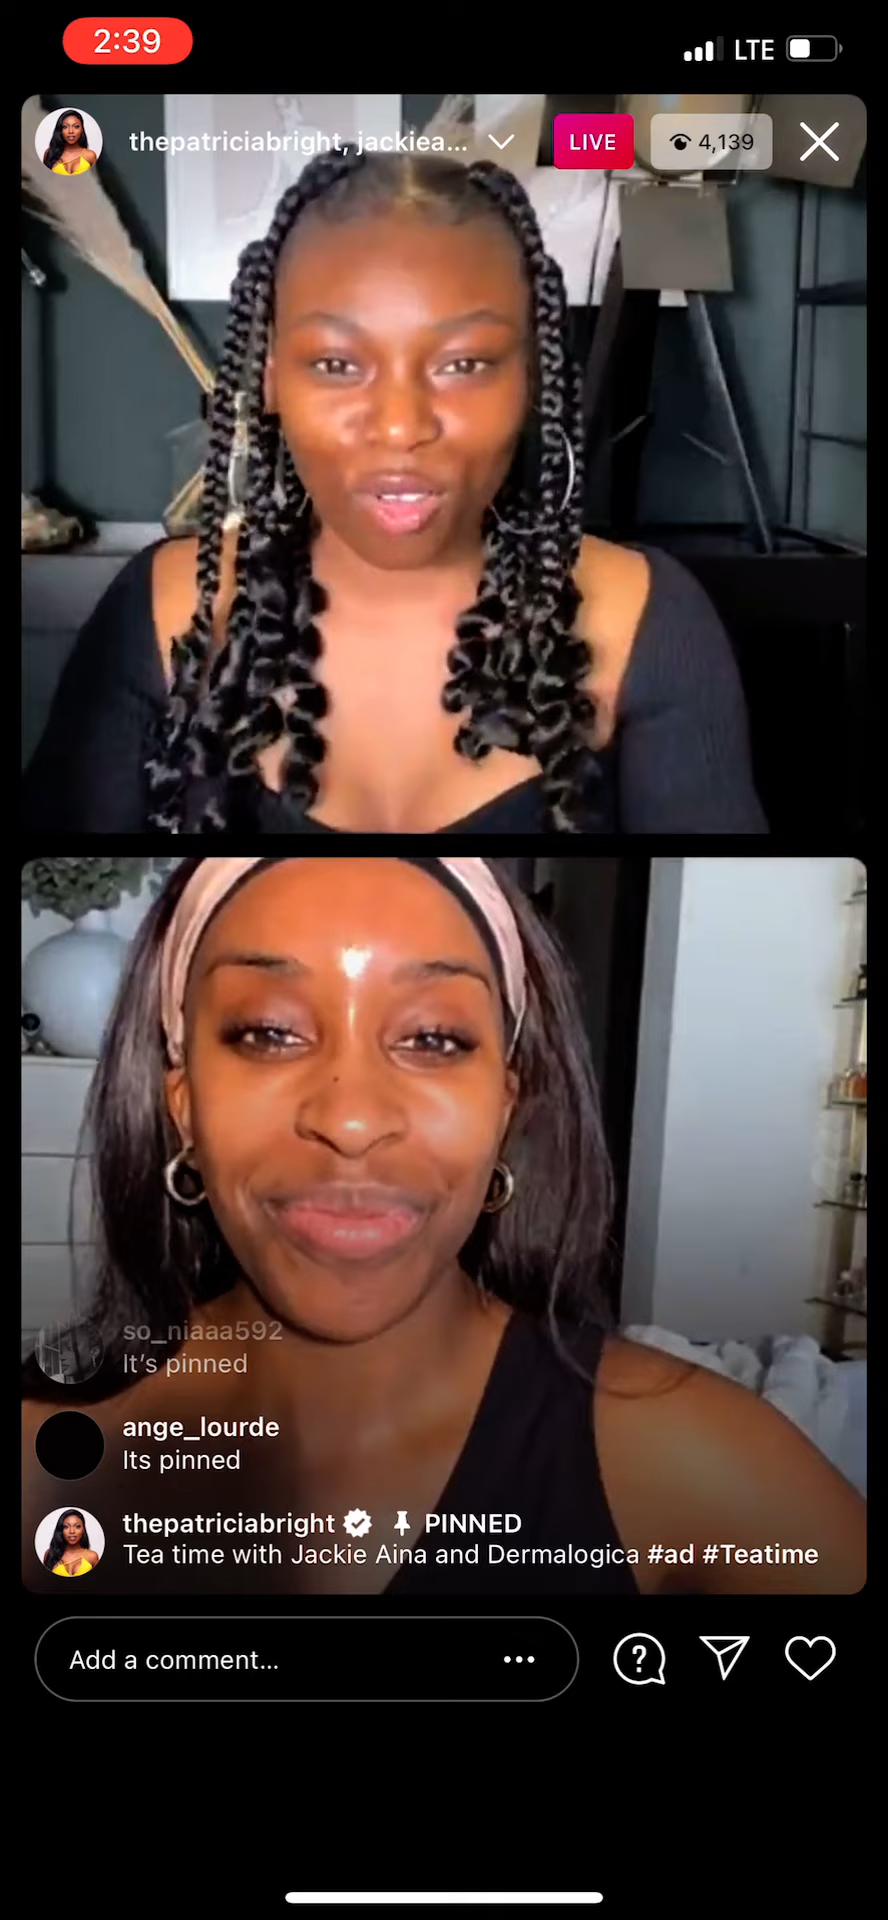 2:39
LTE
thepatriciabright, jackiea...
LIVE
4,139
so_niaaa592
It’s pinned
ange_lourde
Its pinned
thepatriciabright PINNED
Tea time with Jackie Aina and Dermalogica #ad #Teatime
Add a comment...